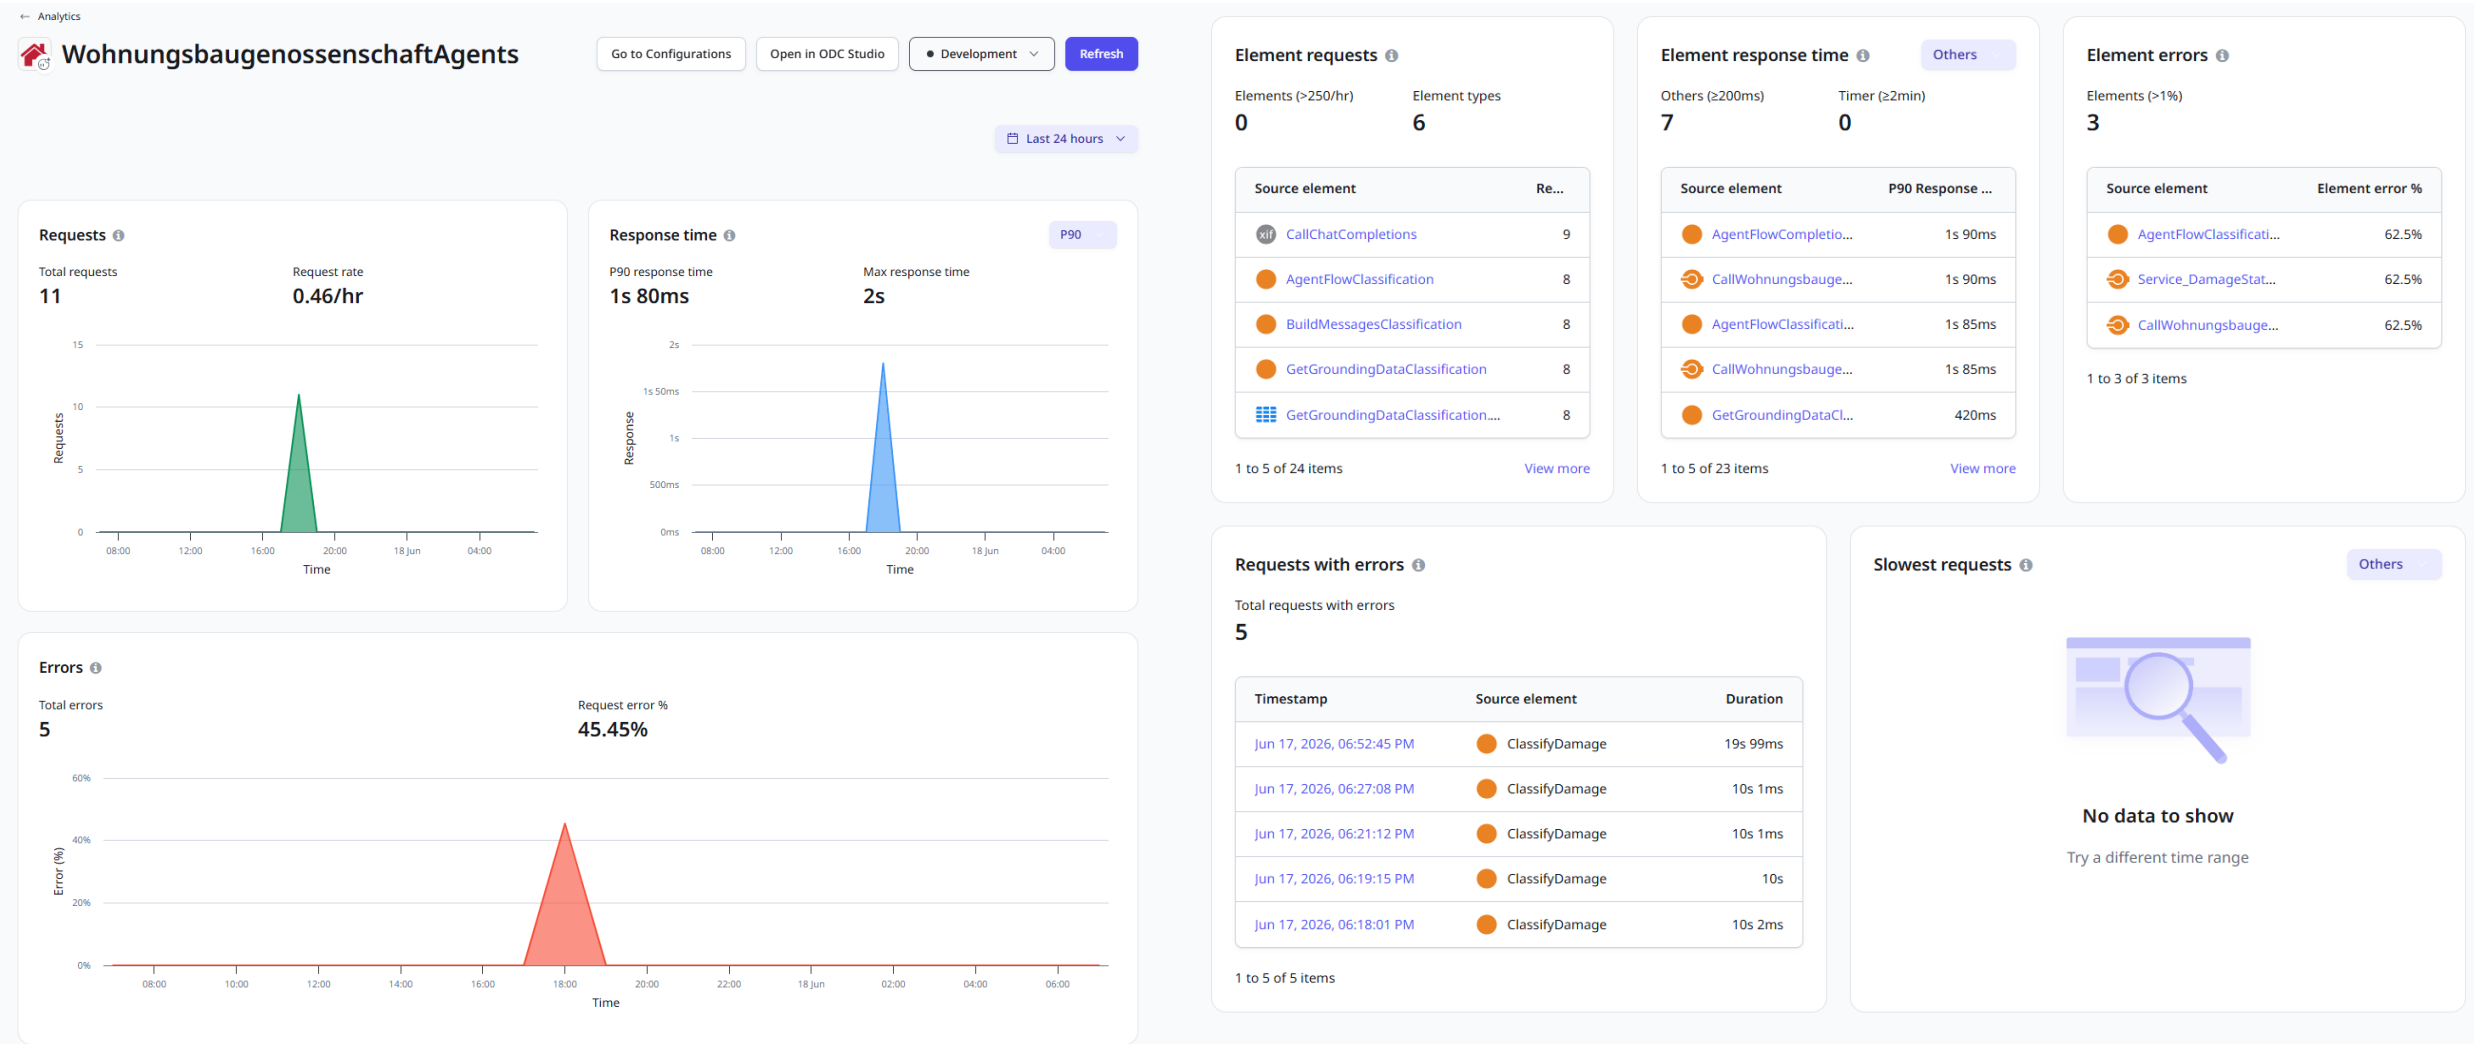 ← Analytics
WohnungsbaugenossenschaftAgents
Go to Configurations
Open in ODC Studio
Development
Refresh
Last 24 hours
Requests
Total requests
Request rate
11
0.46/hr
15
10
5
0
Requests
08:00 12:00 16:00 20:00 18 Jun 04:00
Time
Response time
P90
P90 response time
Max response time
1s 80ms
2s
2s
1s 50ms
1s
500ms
0ms
Response
08:00 12:00 16:00 20:00 18 Jun 04:00
Time
Errors
Total errors
Request error %
5
45.45%
60%
40%
20%
0%
Error (%)
08:00 10:00 12:00 14:00 16:00 18:00 20:00 22:00 18 Jun 02:00 04:00 06:00
Time
Element requests
Elements (>250/hr)
Element types
0
6
Source element Re...
xif CallChatCompletions 9
AgentFlowClassification 8
BuildMessagesClassification 8
GetGroundingDataClassification 8
GetGroundingDataClassification.... 8
1 to 5 of 24 items
View more
Element response time
Others
Others (≥200ms)
Timer (≥2min)
7
0
Source element P90 Response ...
AgentFlowCompletio... 1s 90ms
CallWohnungsbauge... 1s 90ms
AgentFlowClassificati... 1s 85ms
CallWohnungsbauge... 1s 85ms
GetGroundingDataCl... 420ms
1 to 5 of 23 items
View more
Element errors
Elements (>1%)
3
Source element Element error %
AgentFlowClassificati... 62.5%
Service_DamageStat... 62.5%
CallWohnungsbauge... 62.5%
1 to 3 of 3 items
Requests with errors
Total requests with errors
5
Timestamp Source element Duration
Jun 17, 2026, 06:52:45 PM ClassifyDamage 19s 99ms
Jun 17, 2026, 06:27:08 PM ClassifyDamage 10s 1ms
Jun 17, 2026, 06:21:12 PM ClassifyDamage 10s 1ms
Jun 17, 2026, 06:19:15 PM ClassifyDamage 10s
Jun 17, 2026, 06:18:01 PM ClassifyDamage 10s 2ms
1 to 5 of 5 items
Slowest requests
Others
No data to show
Try a different time range